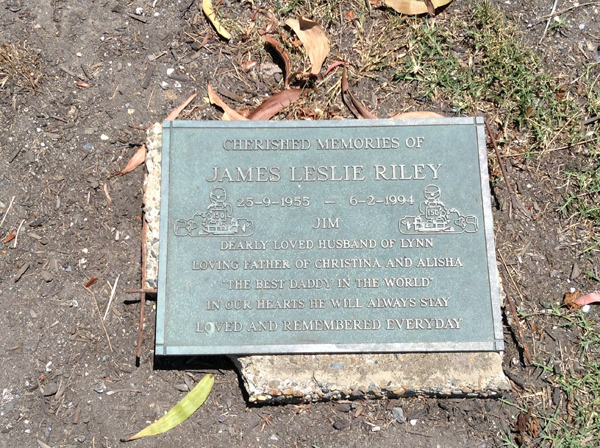 CHERISHED MEMORIES OF
JAMES LESLIE RILEY
25-9-1955 — 6-2-1994
JIM
DEARLY LOVED HUSBAND OF LYNN
LOVING FATHER OF CHRISTINA AND ALISHA
"THE BEST DADDY IN THE WORLD"
IN OUR HEARTS HE WILL ALWAYS STAY
LOVED AND REMEMBERED EVERYDAY